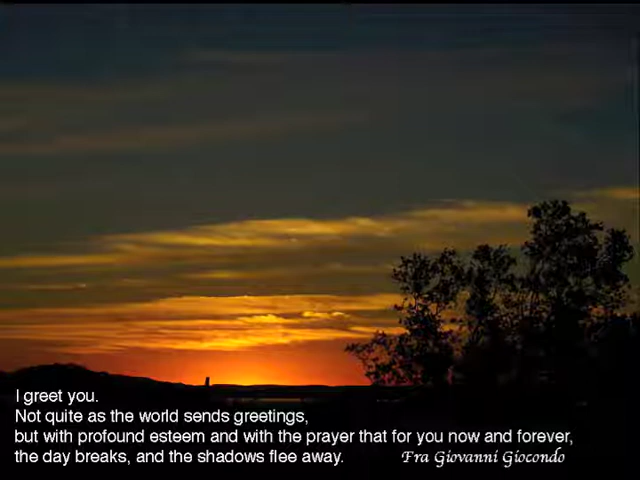 I greet you.
Not quite as the world sends greetings,
but with profound esteem and with the prayer that for you now and forever,
the day breaks, and the shadows flee away. Fra Giovanni Giocondo